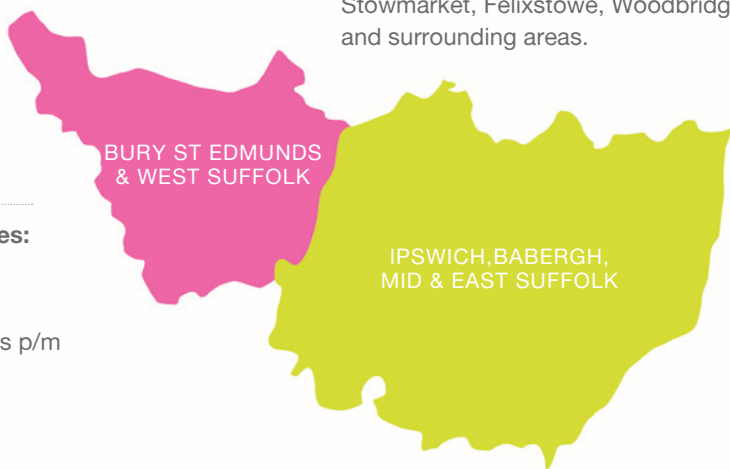 Stowmarket, Felixstowe, Woodbridg
and surrounding areas.
BURY ST EDMUNDS
& WEST SUFFOLK
es:
IPSWICH,BABERGH,
MID & EAST SUFFOLK
s p/m